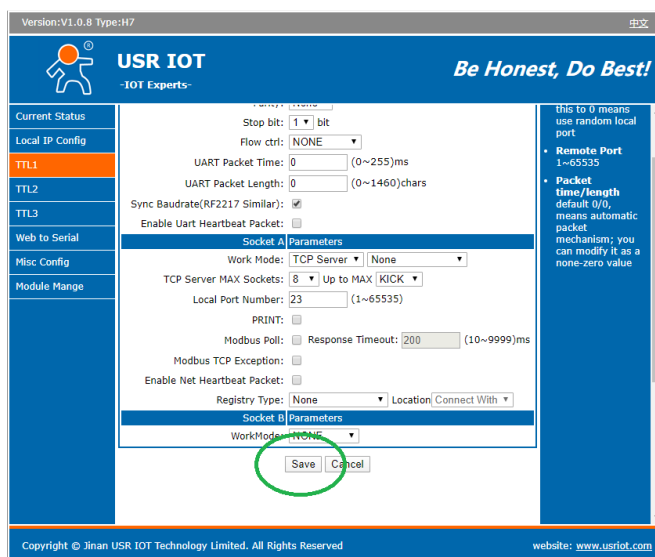 Version:V1.0.8 Type:H7
中文
®
USR IOT
-IOT Experts-
Be Honest, Do Best!
Current Status
Local IP Config
TTL1
TTL2
TTL3
Web to Serial
Misc Config
Module Mange
Stop bit: 1 bit
Flow ctrl: NONE
UART Packet Time: 0 (0~255)ms
UART Packet Length: 0 (0~1460)chars
Sync Baudrate(RF2217 Similar):
Enable Uart Heartbeat Packet:
Socket A Parameters
Work Mode: TCP Server None
TCP Server MAX Sockets: 8 Up to MAX KICK
Local Port Number: 23 (1~65535)
PRINT:
Modbus Poll: Response Timeout: 200 (10~9999)ms
Modbus TCP Exception:
Enable Net Heartbeat Packet:
Registry Type: None Location Connect With
Socket B Parameters
WorkMode: NONE
Save Cancel
this to 0 means
use random local
port
• Remote Port
1~65535
• Packet
time/length
default 0/0,
means automatic
packet
mechanism; you
can modify it as a
none-zero value
Copyright © Jinan USR IOT Technology Limited. All Rights Reserved
website: www.usriot.com